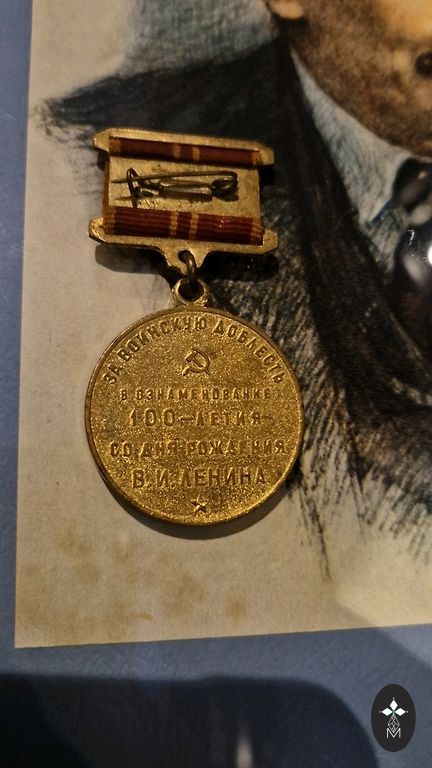 ЗА ВОИНСКУЮ ДОБЛЕСТЬ
В ОЗНАМЕНОВАНИЕ
100-ЛЕТИЯ
СО ДНЯ РОЖДЕНИЯ
В.И.ЛЕНИНА
M